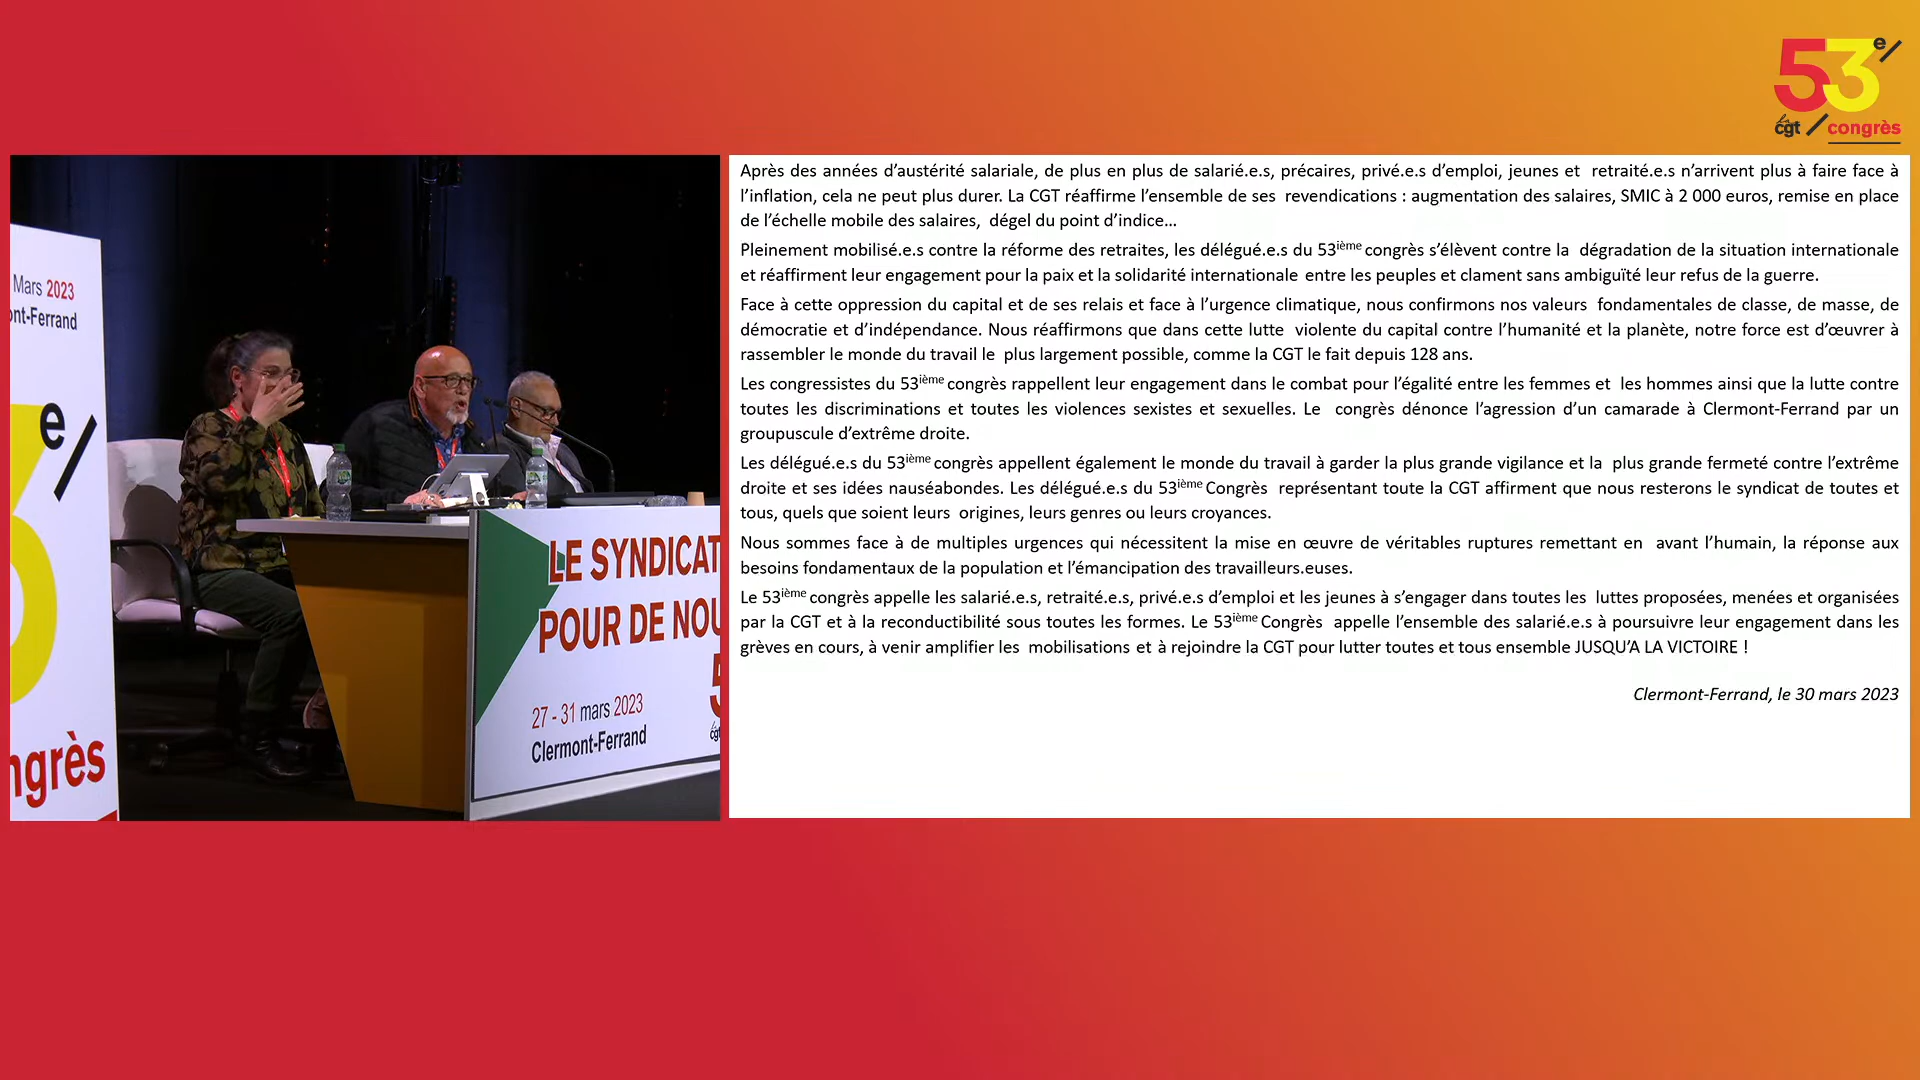 53e/
la cgt / congrès
Mars 2023
ont-Ferrand
e/
ngrès
LE SYNDICAT
POUR DE NOU
27 - 31 mars 2023
Clermont-Ferrand
5
la cgt
Après des années d’austérité salariale, de plus en plus de salarié.e.s, précaires, privé.e.s d’emploi, jeunes et retraité.e.s n’arrivent plus à faire face à
l’inflation, cela ne peut plus durer. La CGT réaffirme l’ensemble de ses revendications : augmentation des salaires, SMIC à 2 000 euros, remise en place
de l’échelle mobile des salaires, dégel du point d’indice…
Pleinement mobilisé.e.s contre la réforme des retraites, les délégué.e.s du 53ième congrès s’élèvent contre la dégradation de la situation internationale
et réaffirment leur engagement pour la paix et la solidarité internationale entre les peuples et clament sans ambiguïté leur refus de la guerre.
Face à cette oppression du capital et de ses relais et face à l’urgence climatique, nous confirmons nos valeurs fondamentales de classe, de masse, de
démocratie et d’indépendance. Nous réaffirmons que dans cette lutte violente du capital contre l’humanité et la planète, notre force est d’œuvrer à
rassembler le monde du travail le plus largement possible, comme la CGT le fait depuis 128 ans.
Les congressistes du 53ième congrès rappellent leur engagement dans le combat pour l’égalité entre les femmes et les hommes ainsi que la lutte contre
toutes les discriminations et toutes les violences sexistes et sexuelles. Le congrès dénonce l’agression d’un camarade à Clermont-Ferrand par un
groupuscule d’extrême droite.
Les délégué.e.s du 53ième congrès appellent également le monde du travail à garder la plus grande vigilance et la plus grande fermeté contre l’extrême
droite et ses idées nauséabondes. Les délégué.e.s du 53ième Congrès représentant toute la CGT affirment que nous resterons le syndicat de toutes et
tous, quels que soient leurs origines, leurs genres ou leurs croyances.
Nous sommes face à de multiples urgences qui nécessitent la mise en œuvre de véritables ruptures remettant en avant l’humain, la réponse aux
besoins fondamentaux de la population et l’émancipation des travailleurs.euses.
Le 53ième congrès appelle les salarié.e.s, retraité.e.s, privé.e.s d’emploi et les jeunes à s’engager dans toutes les luttes proposées, menées et organisées
par la CGT et à la reconductibilité sous toutes les formes. Le 53ième Congrès appelle l’ensemble des salarié.e.s à poursuivre leur engagement dans les
grèves en cours, à venir amplifier les mobilisations et à rejoindre la CGT pour lutter toutes et tous ensemble JUSQU’A LA VICTOIRE !
Clermont-Ferrand, le 30 mars 2023